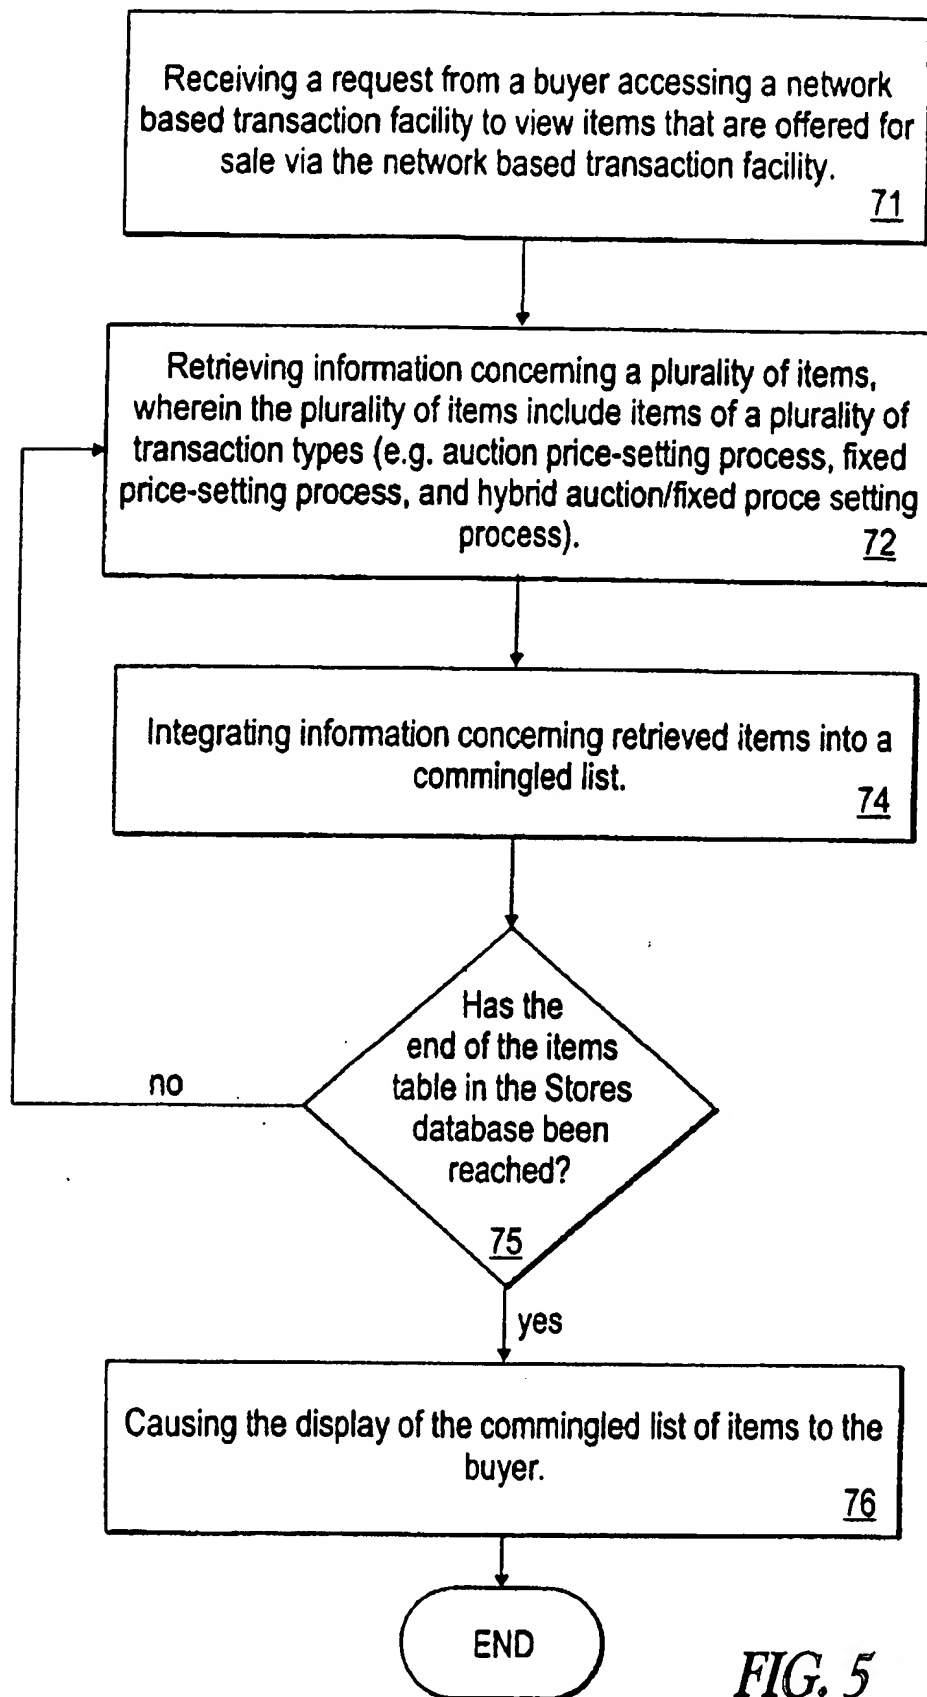 Receiving a request from a buyer accessing a network
based transaction facility to view items that are offered for
sale via the network based transaction facility.
71
Retrieving information concerning a plurality of items,
wherein the plurality of items include items of a plurality of
transaction types (e.g. auction price-setting process, fixed
price-setting process, and hybrid auction/fixed proce setting
process).
72
Integrating information concerning retrieved items into a
commingled list.
74
Has the
end of the items
table in the Stores
database been
reached?
75
no
yes
Causing the display of the commingled list of items to the
buyer.
76
END
FIG. 5